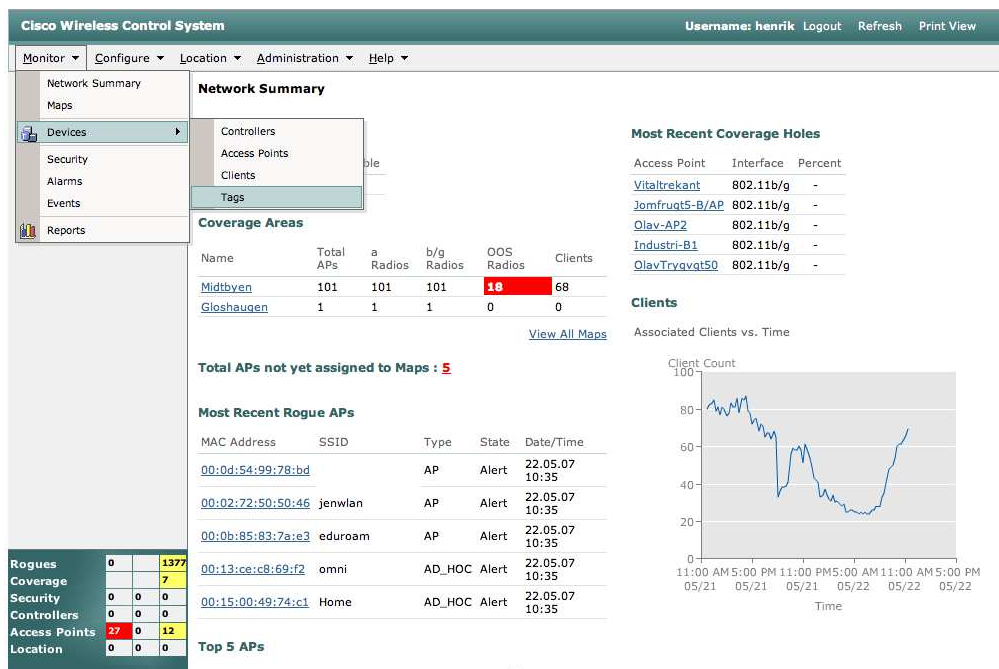 Cisco Wireless Control System
Username: henrik Logout Refresh Print View
Monitor Configure Location Administration Help
Network Summary
Maps
Devices
Security
Alarms
Events
Reports
Controllers
Access Points
Clients
Tags
Network Summary
ble
Coverage Areas
Name Total APs a Radios b/g Radios OOS Radios Clients
Midtbyen 101 101 101 18 68
Gloshaugen 1 1 1 0 0
View All Maps
Total APs not yet assigned to Maps : 5
Most Recent Rogue APs
MAC Address SSID Type State Date/Time
00:0d:54:99:78:bd AP Alert 22.05.07 10:35
00:02:72:50:50:46 jenwlan AP Alert 22.05.07 10:35
00:0b:85:83:7a:e3 eduroam AP Alert 22.05.07 10:35
00:13:ce:c8:69:f2 omni AD_HOC Alert 22.05.07 10:35
00:15:00:49:74:c1 Home AD_HOC Alert 22.05.07 10:35
Top 5 APs
Most Recent Coverage Holes
Access Point Interface Percent
Vitaltrekant 802.11b/g -
Jomfrugt5-B/AP 802.11b/g -
Olav-AP2 802.11b/g -
Industri-B1 802.11b/g -
OlavTrygvgt50 802.11b/g -
Clients
Associated Clients vs. Time
Client Count
100
80
60
40
20
0
11:00 AM 5:00 PM 11:00 PM 5:00 AM 11:00 AM 5:00 PM
05/21 05/21 05/21 05/22 05/22 05/22
Time
Rogues 0 1377
Coverage 7
Security 0 0 0
Controllers 0 0 0
Access Points 27 0 12
Location 0 0 0